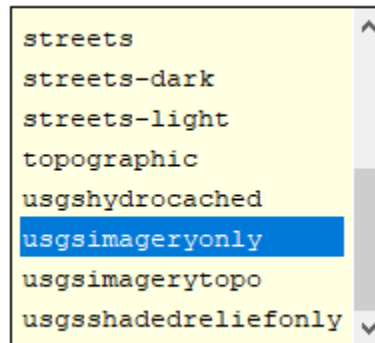 streets
streets-dark
streets-light
topographic
usgshydrocached
usgsimageryonly
usgsimagerytopo
usgsshadedreliefonly